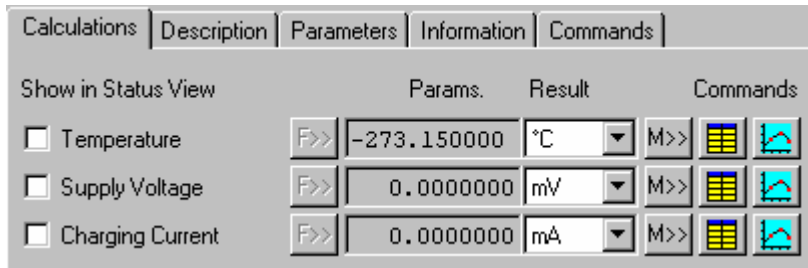 Calculations Description Parameters Information Commands
Show in Status View Params. Result Commands
Temperature F>> -273.150000 °C M>>
Supply Voltage F>> 0.0000000 mV M>>
Charging Current F>> 0.0000000 mA M>>